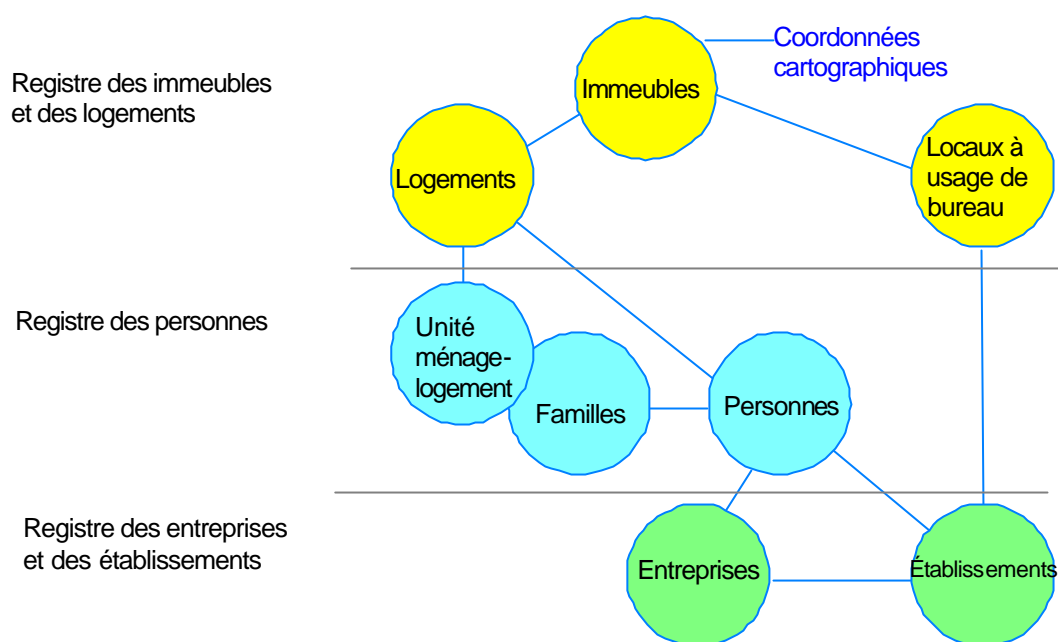 Coordonnées
cartographiques
Registre des immeubles
et des logements
Immeubles
Logements
Locaux à
usage de
bureau
Registre des personnes
Unité
ménage-
logement
Familles
Personnes
Registre des entreprises
et des établissements
Entreprises
Établissements